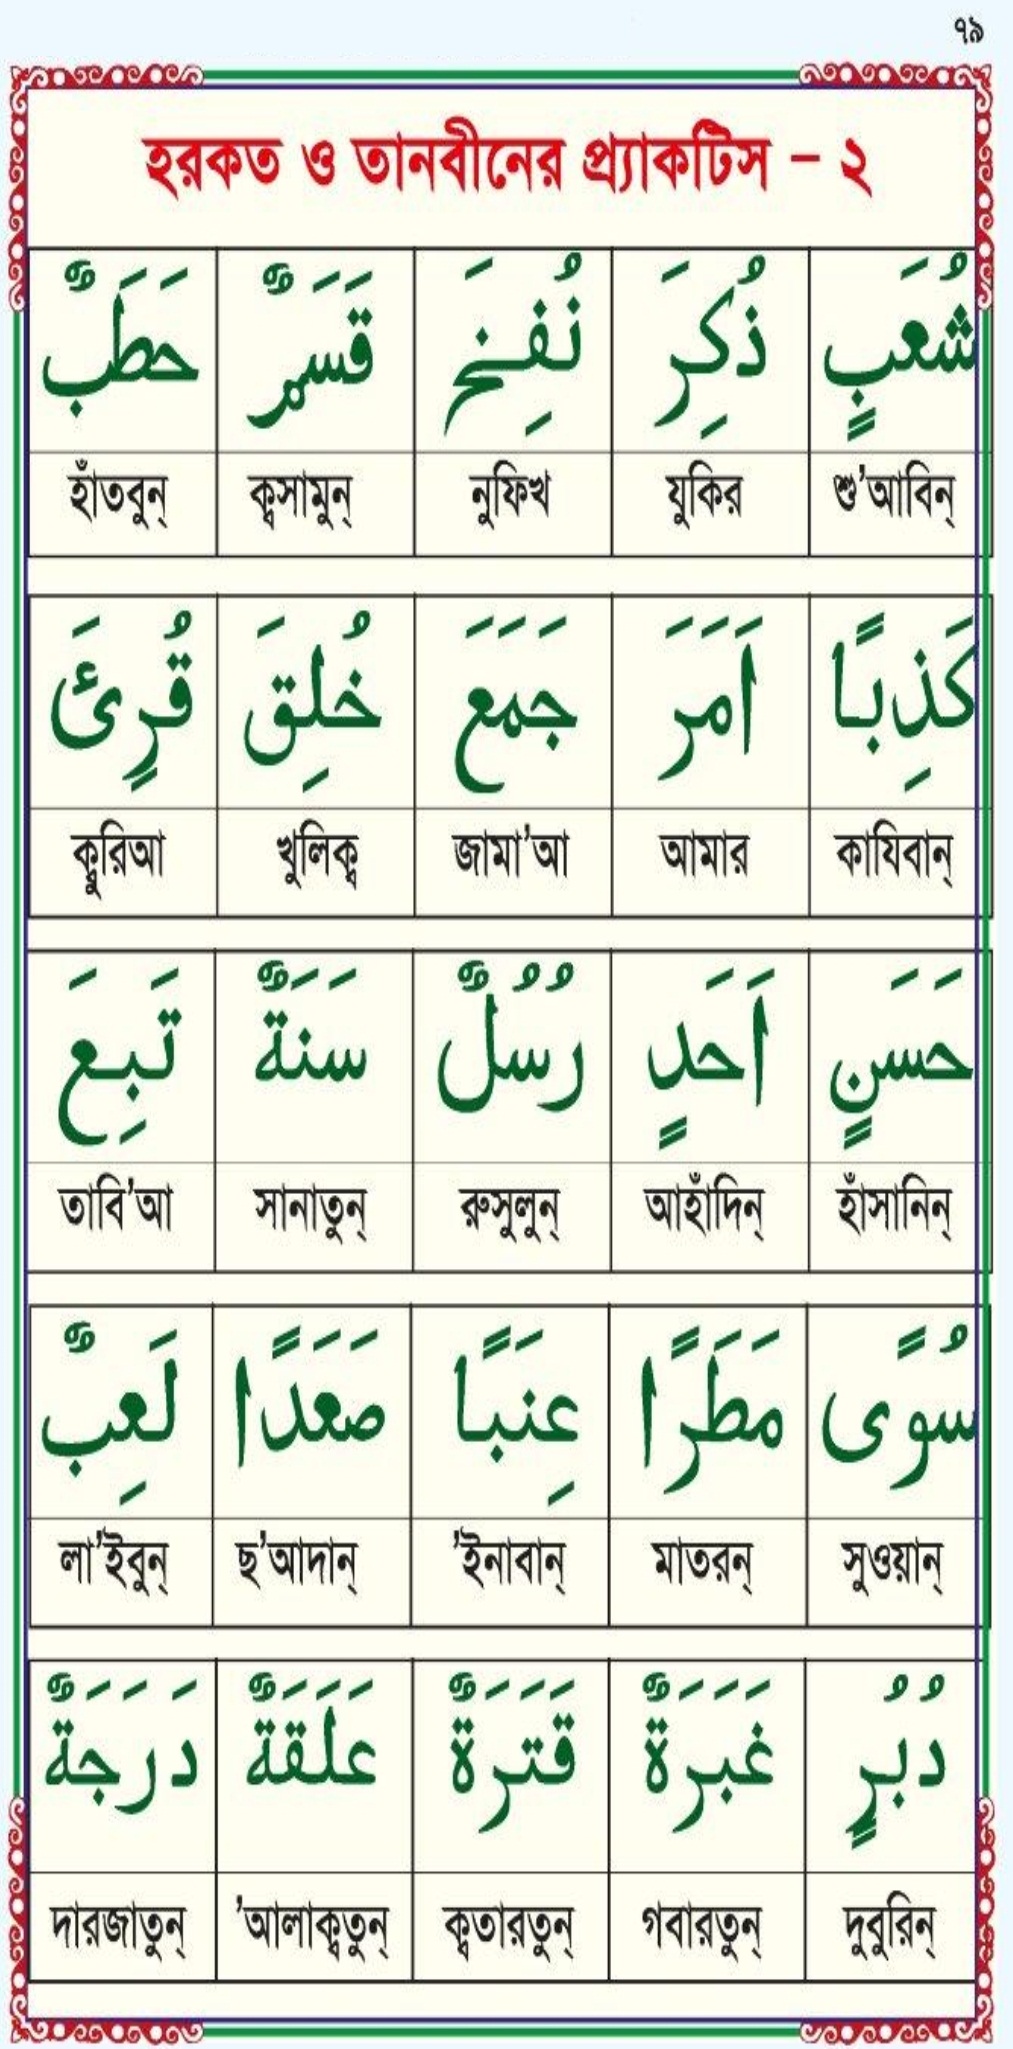 ৭৯
হরকত ও তানবীনের প্র্যাকটিস – ২
شُعَبٍ ذُكِرَ نُفِخَ قَسَمٌ حَطَبٌ
শু'আবিন্ যুকির নুফিখ ক্বসামুন্ হাঁতবুন্
كَذِبًا اَمَرَ جَمَعَ خُلِقَ قُرِئَ
কাযিবান্ আমার জামা'আ খুলিক্ব ক্বুরিআ
حَسَنٍ اَحَدٍ رُسُلٌ سَنَةٌ تَبِعَ
হাঁসানিন্ আহাঁদিন্ রুসুলুন্ সানাতুন্ তাবি'আ
سُوًى مَطَرًا عِنَبًا صَعَدًا لَعِبٌ
সুওয়ান্ মাতরন্ 'ইনাবান্ ছ'আদান্ লা'ইবুন্
دُبُرٍ غَبَرَةٌ قَتَرَةٌ عَلَقَةٌ دَرَجَةٌ
দুবুরিন্ গবারতুন্ ক্বতারতুন্ 'আলাক্বতুন্ দারজাতুন্